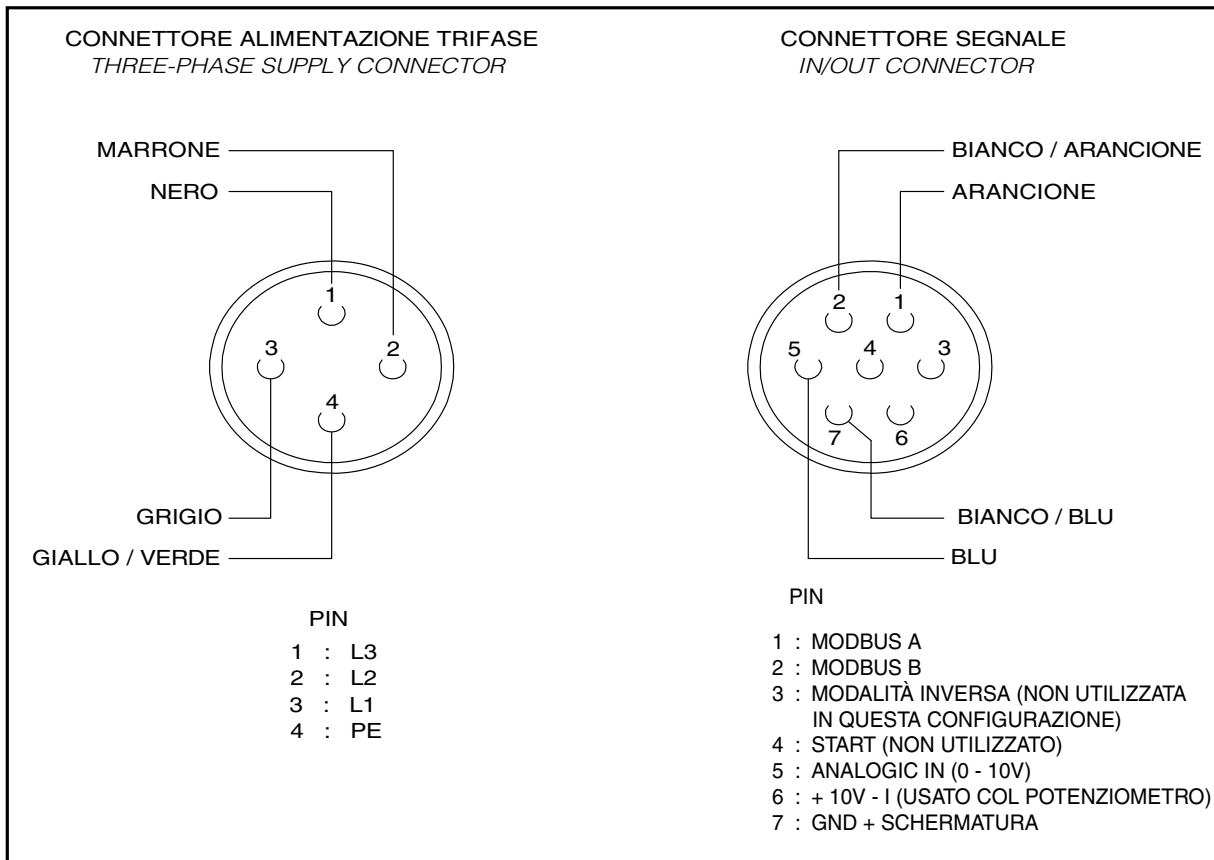 CONNETTORE ALIMENTAZIONE TRIFASE
THREE-PHASE SUPPLY CONNECTOR
MARRONE
NERO
1
3
2
4
GRIGIO
GIALLO / VERDE
PIN
1 : L3
2 : L2
3 : L1
4 : PE
CONNETTORE SEGNALE
IN/OUT CONNECTOR
BIANCO / ARANCIONE
ARANCIONE
2
1
5
4
3
7
6
BIANCO / BLU
BLU
PIN
1 : MODBUS A
2 : MODBUS B
3 : MODALITÀ INVERSA (NON UTILIZZATA
IN QUESTA CONFIGURAZIONE)
4 : START (NON UTILIZZATO)
5 : ANALOGIC IN (0 - 10V)
6 : + 10V - I (USATO COL POTENZIOMETRO)
7 : GND + SCHERMATURA